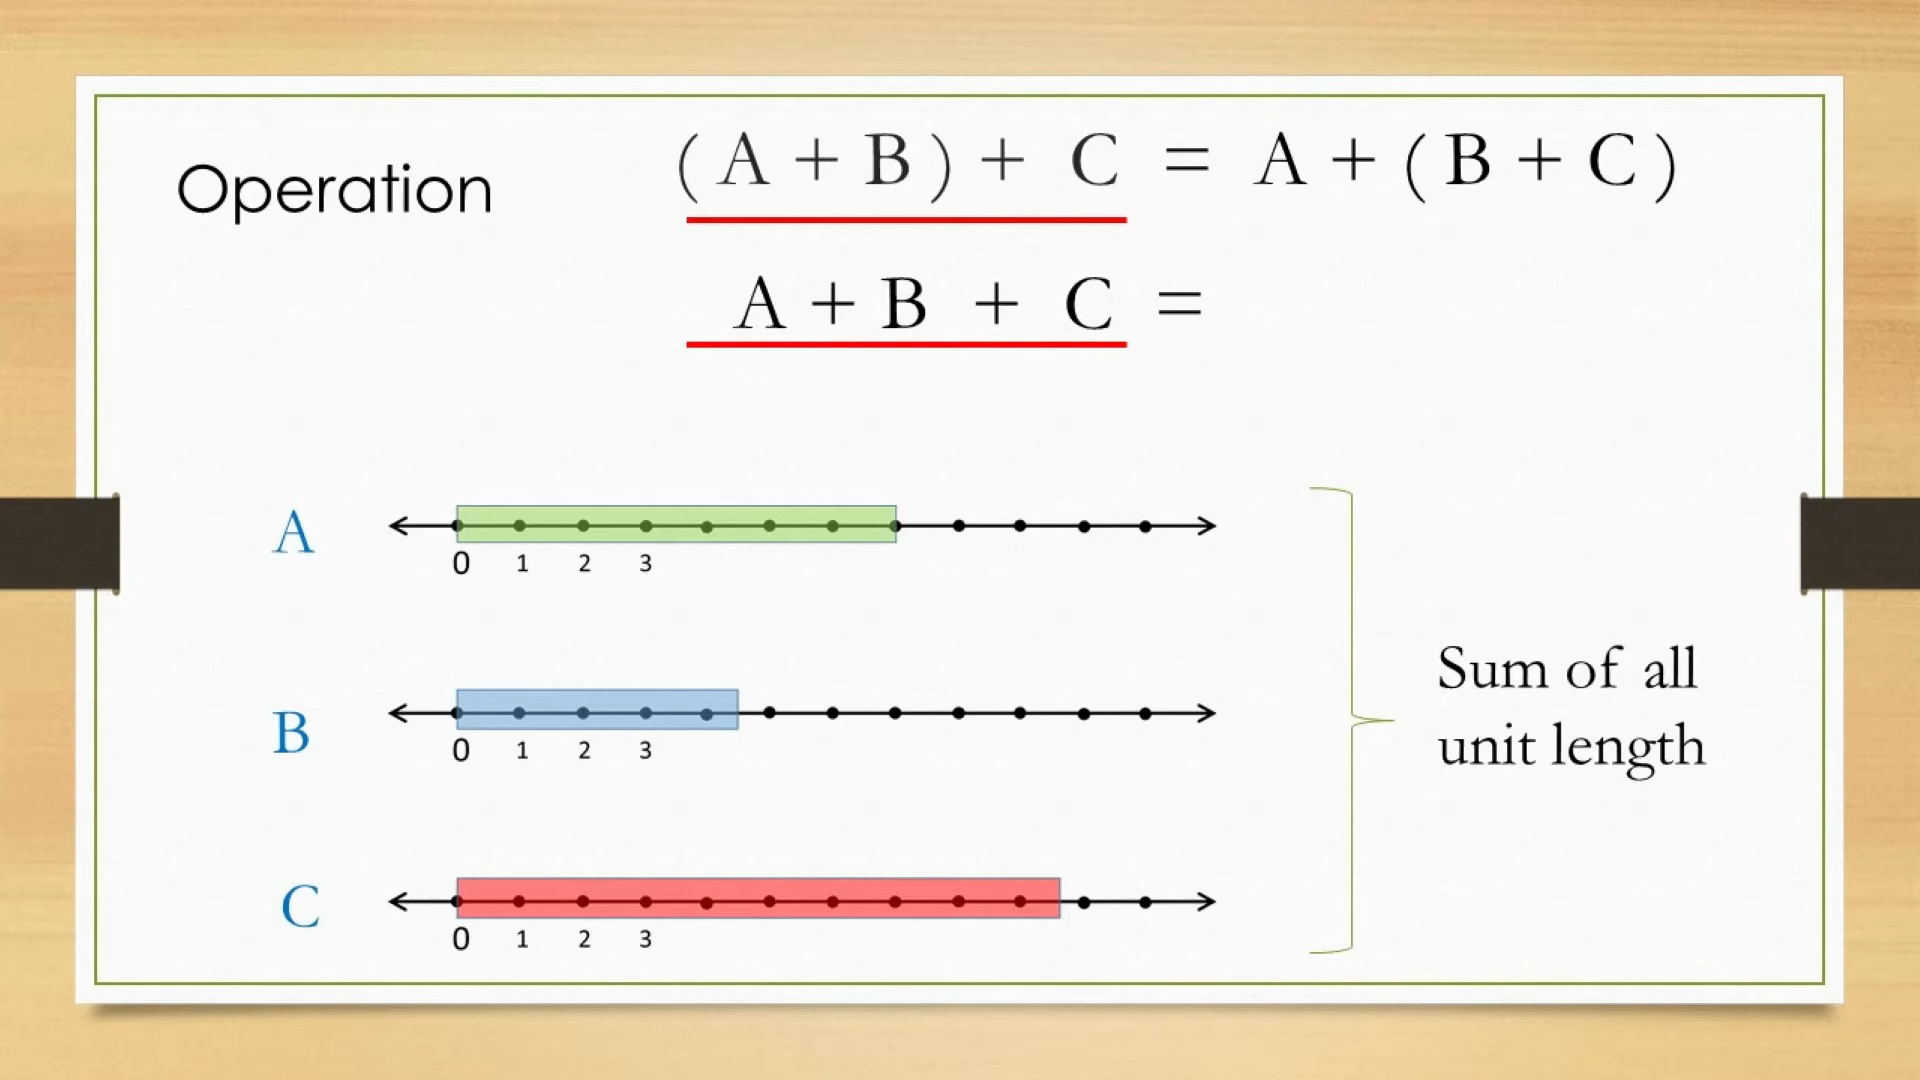 Operation
( A + B ) + C = A + ( B + C )
A + B + C =
A
0 1 2 3
B
0 1 2 3
C
0 1 2 3
Sum of all
unit length